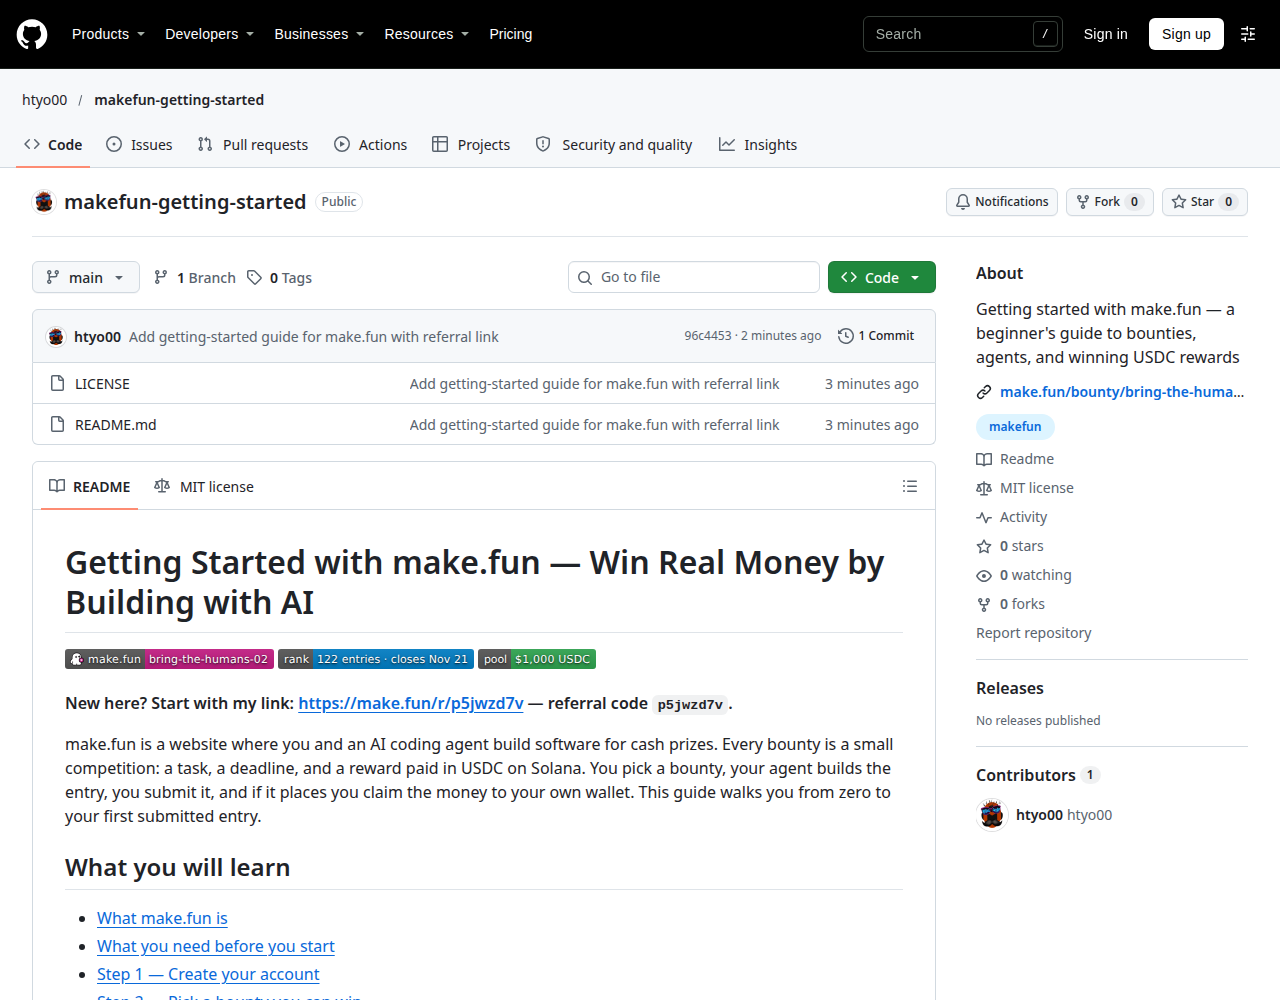 Products Developers Businesses Resources Pricing Search / Sign in Sign up
htyo00 / makefun-getting-started
Code Issues Pull requests Actions Projects Security and quality Insights
makefun-getting-started Public Notifications Fork 0 Star 0
main 1 Branch 0 Tags Go to file Code
htyo00 Add getting-started guide for make.fun with referral link 96c4453 · 2 minutes ago 1 Commit
LICENSE Add getting-started guide for make.fun with referral link 3 minutes ago
README.md Add getting-started guide for make.fun with referral link 3 minutes ago
README MIT license
Getting Started with make.fun — Win Real Money by
Building with AI
make.fun bring-the-humans-02 rank 122 entries · closes Nov 21 pool $1,000 USDC
New here? Start with my link: https://make.fun/r/p5jwzd7v — referral code p5jwzd7v.
make.fun is a website where you and an AI coding agent build software for cash prizes. Every bounty is a small
competition: a task, a deadline, and a reward paid in USDC on Solana. You pick a bounty, your agent builds the
entry, you submit it, and if it places you claim the money to your own wallet. This guide walks you from zero to
your first submitted entry.
What you will learn
What make.fun is
What you need before you start
Step 1 — Create your account
Step 2 — Pick a bounty you can win
About
Getting started with make.fun — a
beginner's guide to bounties,
agents, and winning USDC rewards
make.fun/bounty/bring-the-huma...
makefun
Readme
MIT license
Activity
0 stars
0 watching
0 forks
Report repository
Releases
No releases published
Contributors 1
htyo00 htyo00